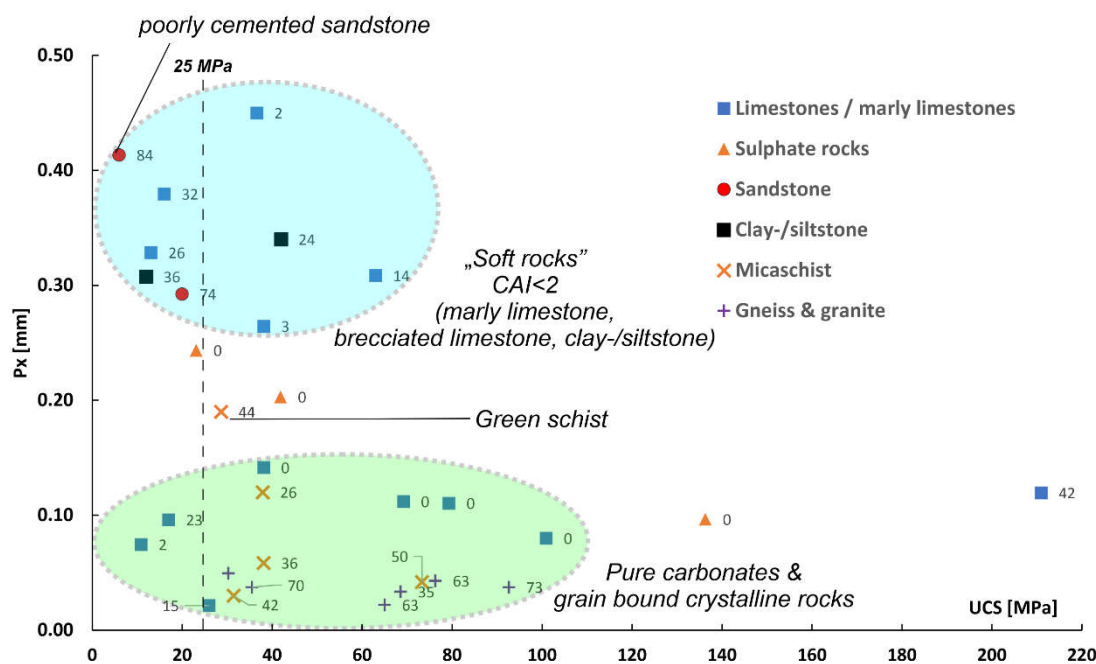 poorly cemented sandstone
0.50
25 MPa
2
Limestones / marly limestones
Sulphate rocks
Sandstone
Clay-/siltstone
Micaschist
Gneiss & granite
0.40
84
32
Px [mm]
26
24
36
0.30
74
14
3
„Soft rocks”
CAI<2
(marly limestone,
brecciated limestone, clay-/siltstone)
0
0
0.20
44
Green schist
0
26
0
0
42
0.10
23
0
0
2
36
50
70
63
35
73
15
42
63
Pure carbonates &
grain bound crystalline rocks
UCS [MPa]
0.00
0 20 40 60 80 100 120 140 160 180 200 220